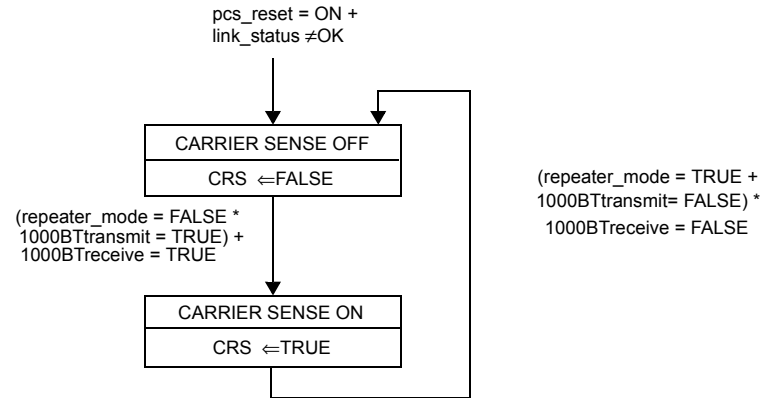 pcs_reset = ON +
link_status ≠OK
CARRIER SENSE OFF
CRS ⇐FALSE
(repeater_mode = FALSE *
1000BTtransmit = TRUE) +
1000BTreceive = TRUE
(repeater_mode = TRUE +
1000BTtransmit= FALSE) *
1000BTreceive = FALSE
CARRIER SENSE ON
CRS ⇐TRUE